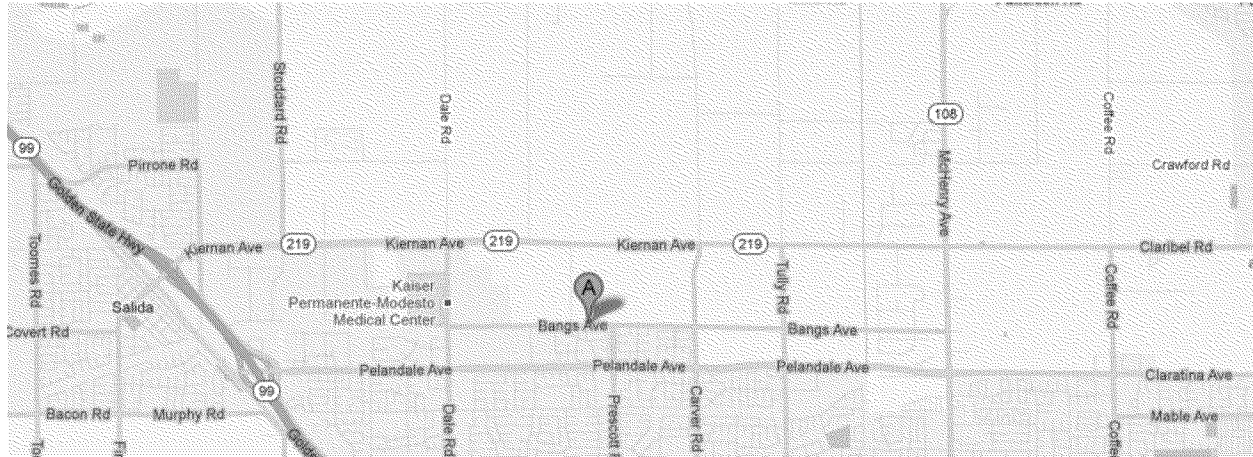 Stoddard Rd
Dale Rd
108
Coffee Rd
99
Pirrone Rd
McHenry Ave
Crawford Rd
Golden State Hwy
Toomes Rd
Kiernan Ave
219
Kiernan Ave
219
Kiernan Ave
219
Claribel Rd
Tully Rd
Coffee Rd
Kaiser
Permanente-Modesto
Medical Center
A
Salida
Covert Rd
Bangs Ave
Bangs Ave
Pelandale Ave
Pelandale Ave
Pelandale Ave
Claratina Ave
99
Bacon Rd
Murphy Rd
Dale Rd
Prescott
Carver Rd
Mable Ave
Coffee